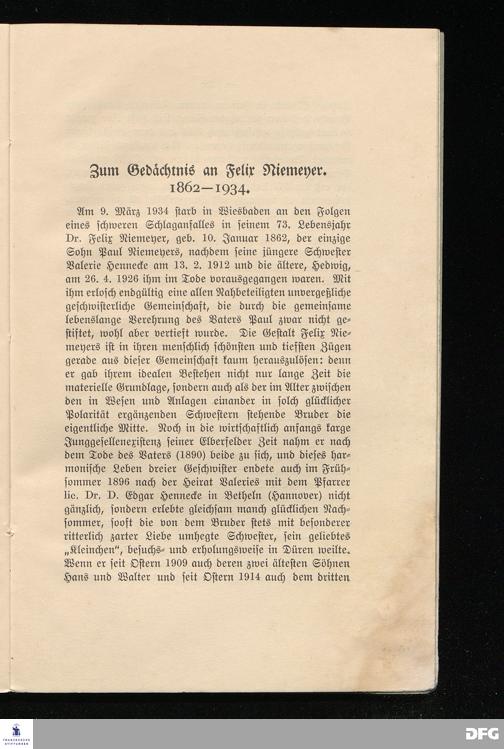 Zum Gedächtnis an Felix Niemeyer.
1862—1934.
Am 9. März 1934 starb in Wiesbaden an den Folgen
eines schweren Schlaganfalles in seinem 73. Lebensjahr
Dr. Felix Niemeyer, geb. 10. Januar 1862, der einzige
Sohn Paul Niemeyers, nachdem seine jüngere Schwester
Valerie Hennecke am 13. 2. 1912 und die ältere, Hedwig,
am 26. 4. 1926 ihm im Tode vorausgegangen waren. Mit
ihm erlosch endgültig eine allen Nahbeteiligten unvergeßliche
geschwisterliche Gemeinschaft, die durch die gemeinsame
lebenslange Verehrung des Vaters Paul zwar nicht ge-
stiftet, wohl aber vertieft wurde. Die Gestalt Felix Nie-
meyers ist in ihren menschlich schönsten und tiefsten Zügen
gerade aus dieser Gemeinschaft kaum herauszulösen: denn
er gab ihrem idealen Bestehen nicht nur lange Zeit die
materielle Grundlage, sondern auch als der im Alter zwischen
den in Wesen und Anlagen einander in solch glücklicher
Polarität ergänzenden Schwestern stehende Bruder die
eigentliche Mitte. Noch in die wirtschaftlich anfangs karge
Junggesellenexistenz seiner Elberfelder Zeit nahm er nach
dem Tode des Vaters (1890) beide zu sich, und dieses har-
monische Leben dreier Geschwister endete auch im Früh-
sommer 1896 nach der Heirat Valeries mit dem Pfarrer
lic. Dr. D. Edgar Hennecke in Betheln (Hannover) nicht
gänzlich, sondern erlebte gleichsam manch glücklichen Nach-
sommer, sooft die von dem Bruder stets mit besonderer
ritterlich zarter Liebe umhegte Schwester, sein geliebtes
„Kleinchen“, besuchs- und erholungsweise in Düren weilte.
Wenn er seit Ostern 1909 auch deren zwei ältesten Söhnen
Hans und Walter und seit Ostern 1914 auch dem dritten
FRANCKESCHE
STIFTUNGEN
DFG